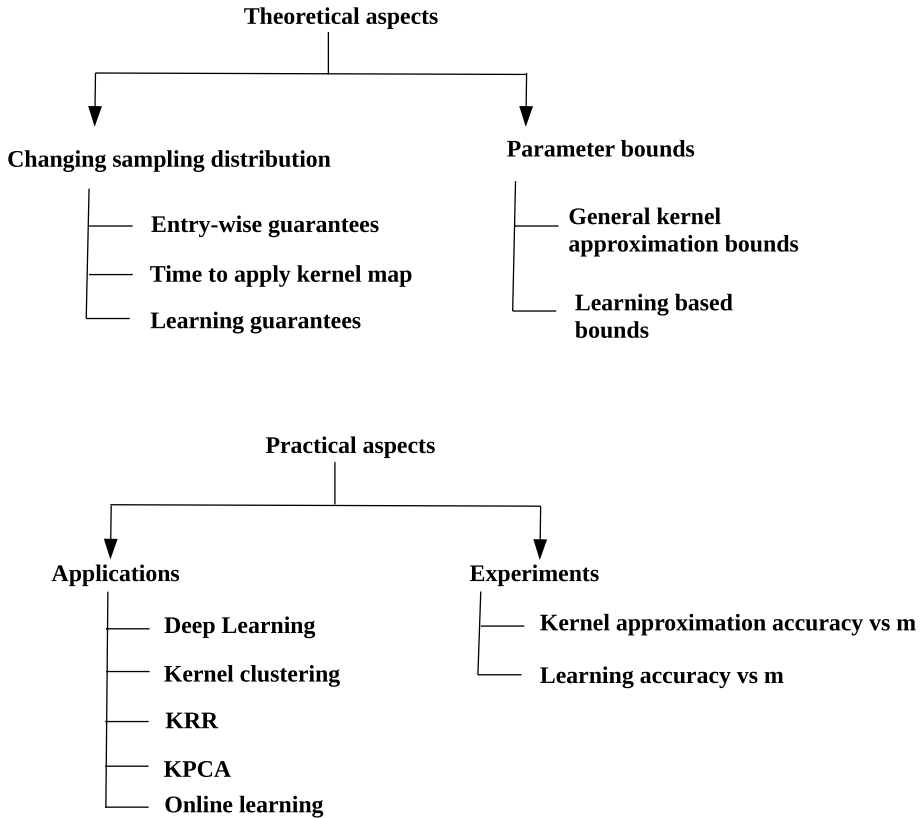 Theoretical aspects
Changing sampling distribution
Entry-wise guarantees
Time to apply kernel map
Learning guarantees
Parameter bounds
General kernel
approximation bounds
Learning based
bounds
Practical aspects
Applications
Deep Learning
Kernel clustering
KRR
KPCA
Online learning
Experiments
Kernel approximation accuracy vs m
Learning accuracy vs m